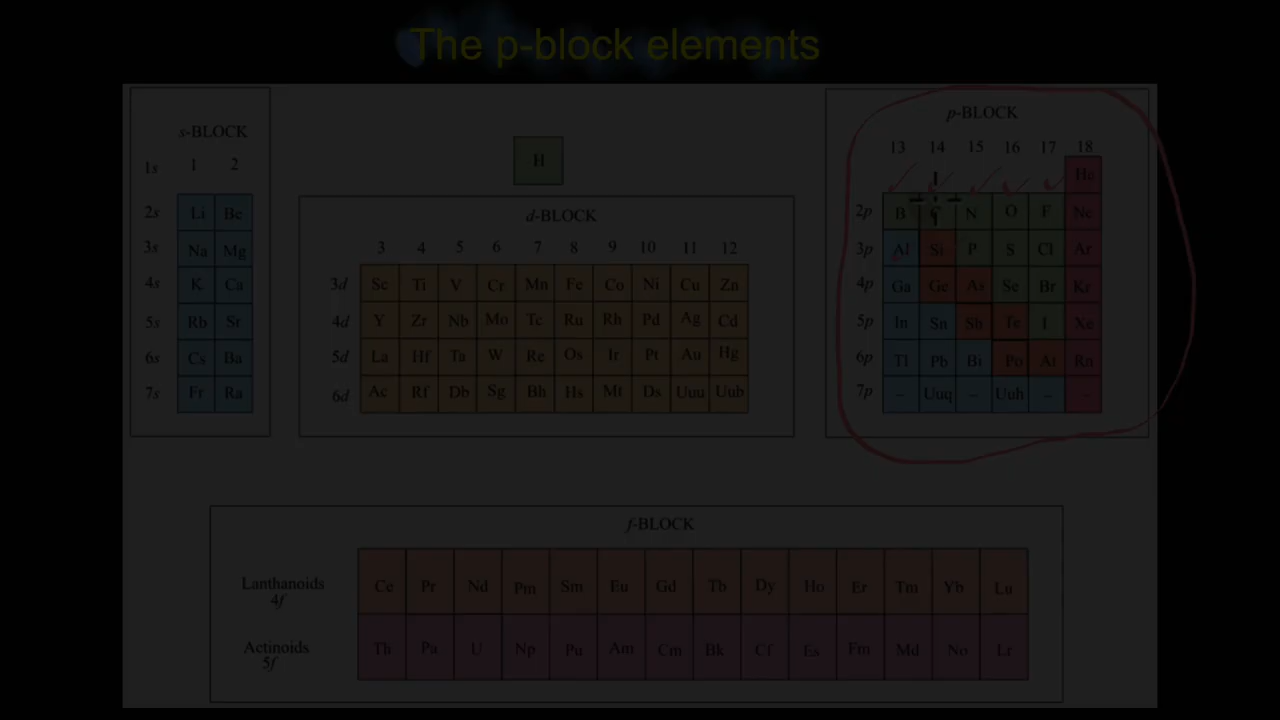 The p-block elements
s-BLOCK
1s 1 2
2s Li Be
3s Na Mg
4s K Ca
5s Rb Sr
6s Cs Ba
7s Fr Ra
H
d-BLOCK
3 4 5 6 7 8 9 10 11 12
3d Sc Ti V Cr Mn Fe Co Ni Cu Zn
4d Y Zr Nb Mo Tc Ru Rh Pd Ag Cd
5d La Hf Ta W Re Os Ir Pt Au Hg
6d Ac Rf Db Sg Bh Hs Mt Ds Uuu Uub
p-BLOCK
13 14 15 16 17 18
He
2p B C N O F Ne
3p Al Si P S Cl Ar
4p Ga Ge As Se Br Kr
5p In Sn Sb Te I Xe
6p Tl Pb Bi Po At Rn
7p – Uuq – Uuh – –
f-BLOCK
Lanthanoids
4f
Ce Pr Nd Pm Sm Eu Gd Tb Dy Ho Er Tm Yb Lu
Actinoids
5f
Th Pa U Np Pu Am Cm Bk Cf Es Fm Md No Lr